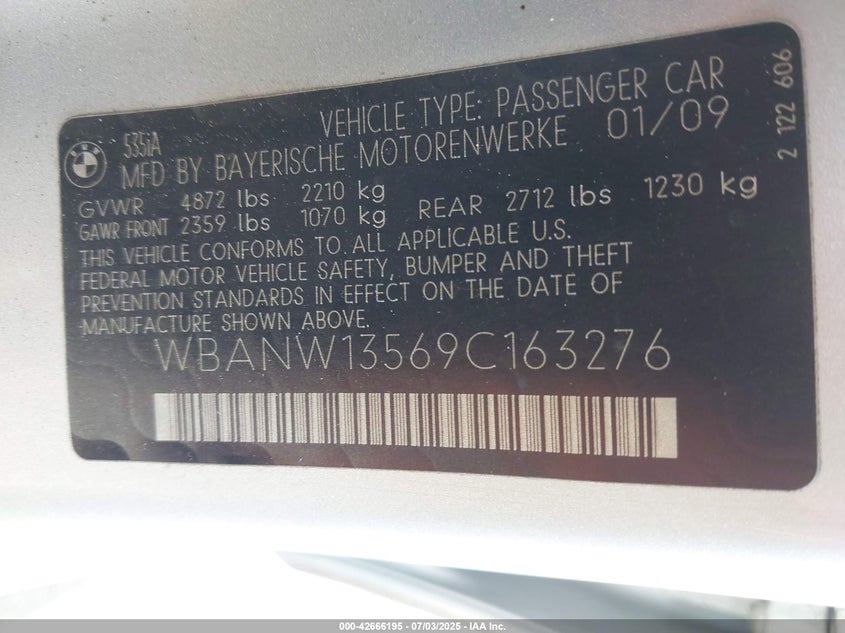 BMW
535iA
VEHICLE TYPE: PASSENGER CAR
MFD BY BAYERISCHE MOTORENWERKE 01/09
GVWR 4872 lbs 2210 kg
GAWR FRONT 2359 lbs 1070 kg REAR 2712 lbs 1230 kg
THIS VEHICLE CONFORMS TO ALL APPLICABLE U.S.
FEDERAL MOTOR VEHICLE SAFETY, BUMPER AND THEFT
PREVENTION STANDARDS IN EFFECT ON THE DATE OF
MANUFACTURE SHOWN ABOVE.
WBANW13569C163276
2 122 606
000-42666195 - 07/03/2025 - IAA Inc.